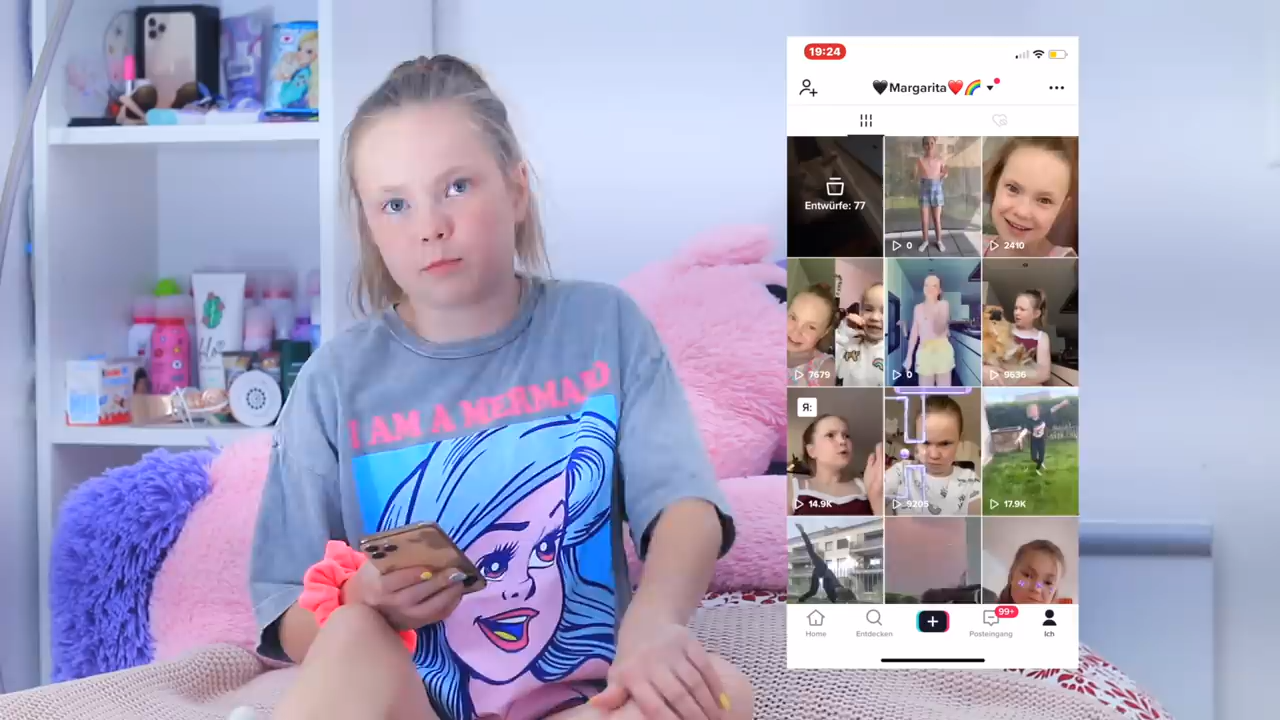 I AM A MERMAID
19:24
🖤Margarita❤️🌈
Entwürfe: 77
0
2410
7679
0
9636
Я:
14.9K
9205
17.9K
99+
Home
Entdecken
Posteingang
Ich